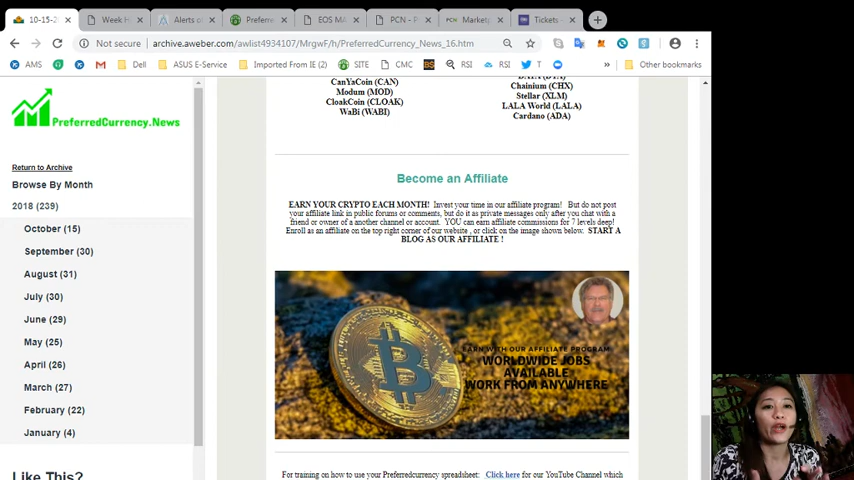 10-15-2
Week H
Alerts o
Preferre
EOS MA
PCN - P
Marketp
Tickets -
Not secure
archive.aweber.com/awlist4934107/MrgwF/h/PreferredCurrency_News_16.htm
AMS
Dell
ASUS E-Service
Imported From IE (2)
SITE
CMC
RSI
RSI
T
Other bookmarks
PreferredCurrency.News
Return to Archive
Browse By Month
2018 (239)
October (15)
September (30)
August (31)
July (30)
June (29)
May (25)
April (26)
March (27)
February (22)
January (4)
Like This?
CanYaCoin (CAN)
Modum (MOD)
CloakCoin (CLOAK)
WaBi (WABI)
DATA (DTA)
Chainium (CHX)
Stellar (XLM)
LALA World (LALA)
Cardano (ADA)
Become an Affiliate
EARN YOUR CRYPTO EACH MONTH! Invest your time in our affiliate program! But do not post
your affiliate link in public forums or comments, but do it as private messages only after you chat with a
friend or owner of a another channel or account. YOU can earn affiliate commissions for 7 levels deep!
Enroll as an affiliate on the top right corner of our website , or click on the image shown below. START A
BLOG AS OUR AFFILIATE !
EARN WITH OUR AFFILIATE PROGRAM
WORLDWIDE JOBS
AVAILABLE
WORK FROM ANYWHERE
For training on how to use your Preferredcurrency spreadsheet: Click here for our YouTube Channel which